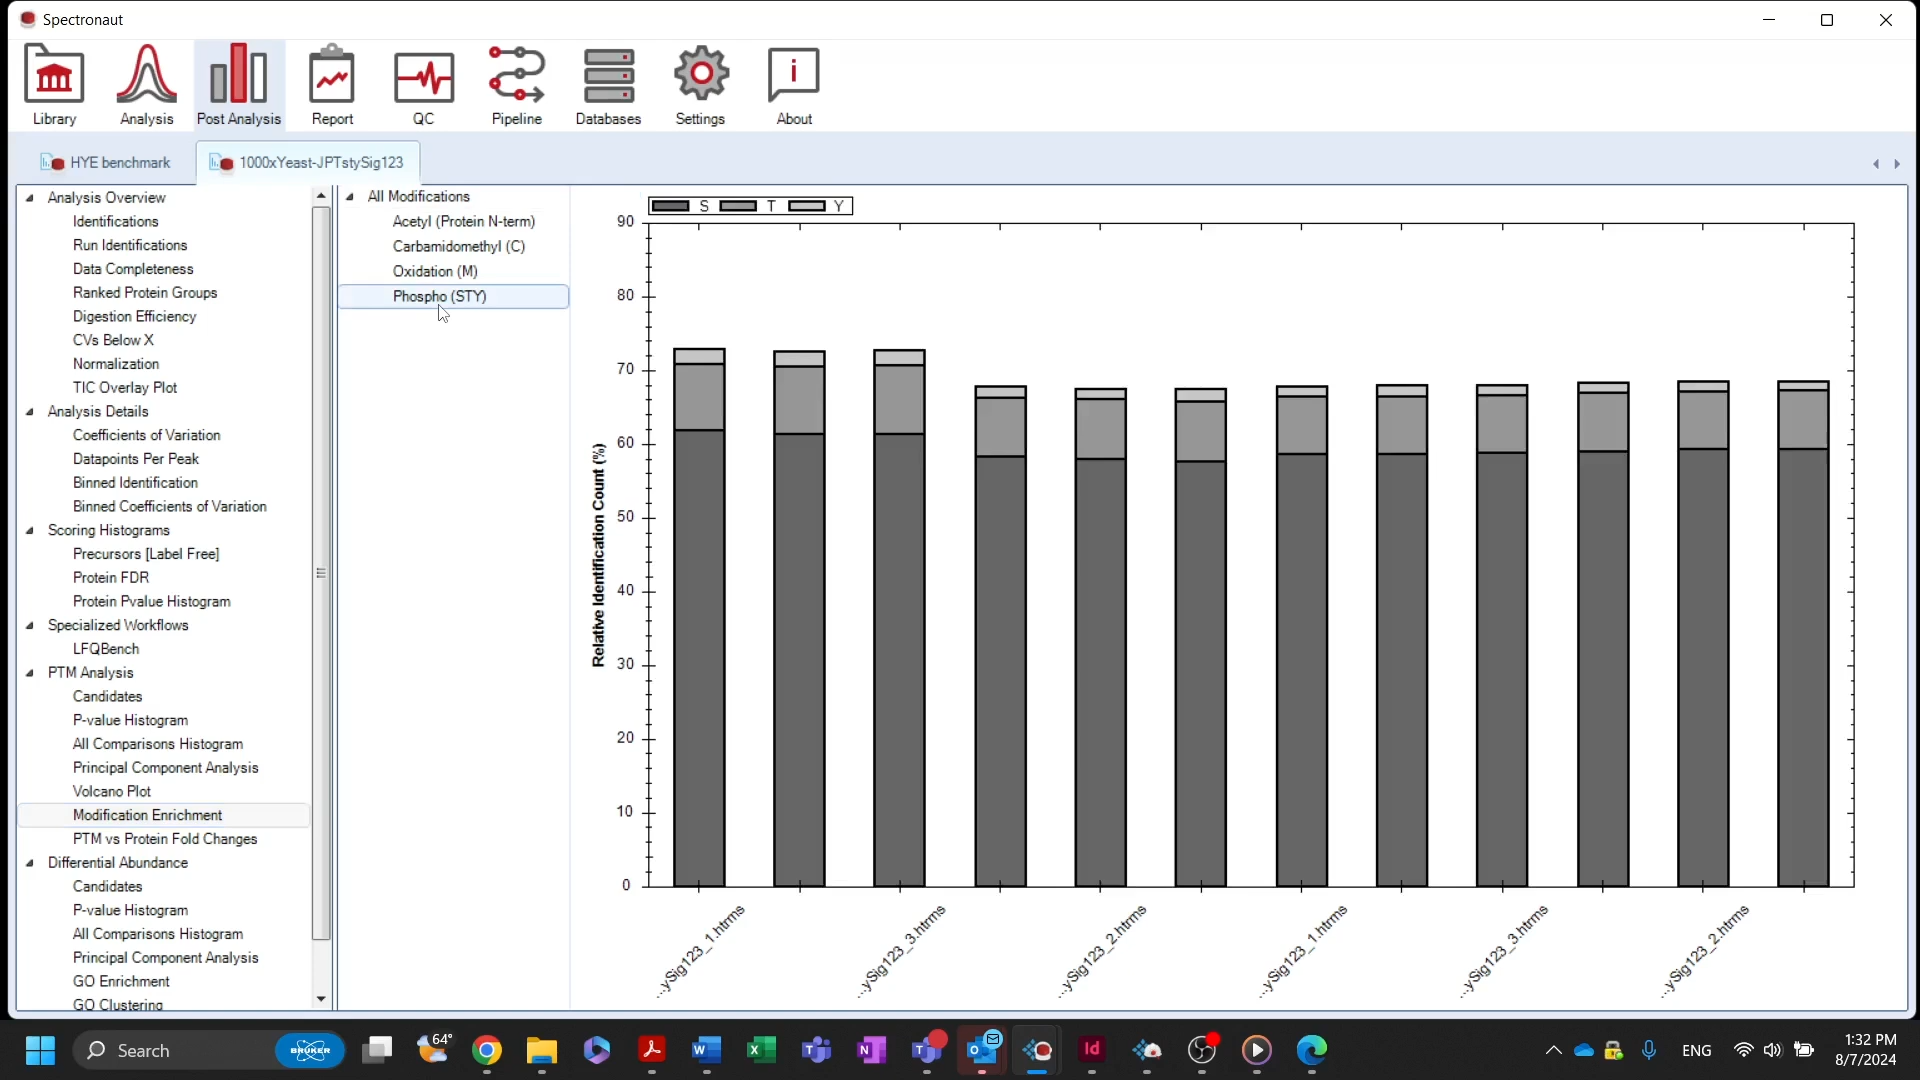 Spectronaut
Library
Analysis
Post Analysis
Report
QC
Pipeline
Databases
Settings
About
HYE benchmark
1000xYeast-JPTstySig123
Analysis Overview
Identifications
Run Identifications
Data Completeness
Ranked Protein Groups
Digestion Efficiency
CVs Below X
Normalization
TIC Overlay Plot
Analysis Details
Coefficients of Variation
Datapoints Per Peak
Binned Identification
Binned Coefficients of Variation
Scoring Histograms
Precursors [Label Free]
Protein FDR
Protein Pvalue Histogram
Specialized Workflows
LFQBench
PTM Analysis
Candidates
P-value Histogram
All Comparisons Histogram
Principal Component Analysis
Volcano Plot
Modification Enrichment
PTM vs Protein Fold Changes
Differential Abundance
Candidates
P-value Histogram
All Comparisons Histogram
Principal Component Analysis
GO Enrichment
GO Clustering
All Modifications
Acetyl (Protein N-term)
Carbamidomethyl (C)
Oxidation (M)
Phospho (STY)
S T Y
90
80
70
60
50
40
30
20
10
0
Relative Identification Count (%)
...ySig123_1.htrms
...ySig123_3.htrms
...ySig123_2.htrms
...ySig123_1.htrms
...ySig123_3.htrms
...ySig123_2.htrms
Search
BRUKER
64°
ENG
1:32 PM
8/7/2024